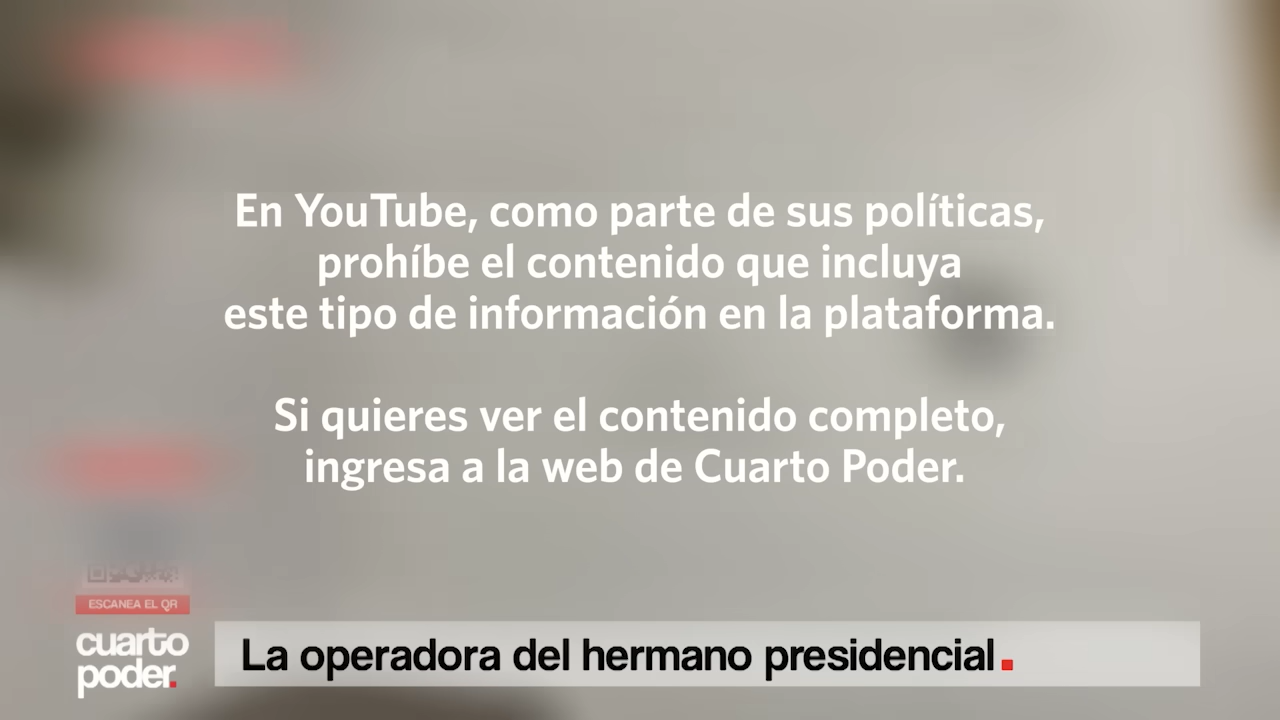 En YouTube, como parte de sus políticas,
prohíbe el contenido que incluya
este tipo de información en la plataforma.
Si quieres ver el contenido completo,
ingresa a la web de Cuarto Poder.
ESCANEA EL QR
cuarto
poder.
La operadora del hermano presidencial.